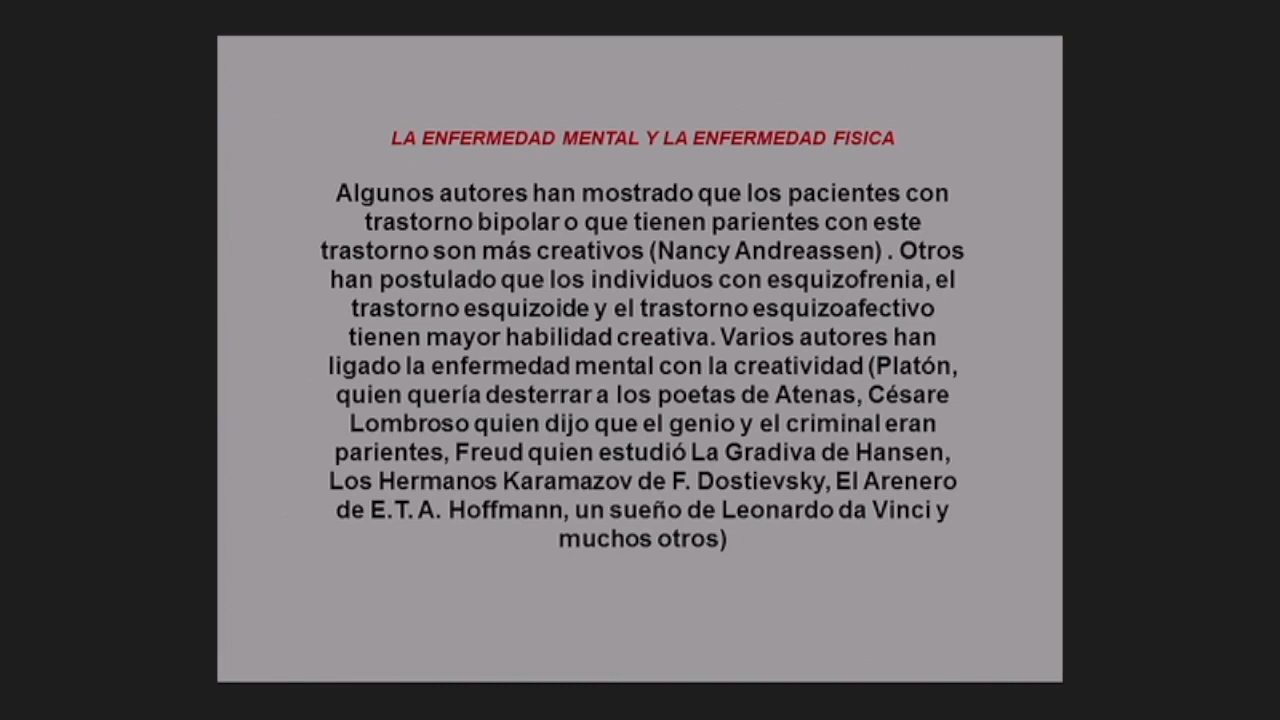 LA ENFERMEDAD MENTAL Y LA ENFERMEDAD FISICA
Algunos autores han mostrado que los pacientes con
trastorno bipolar o que tienen parientes con este
trastorno son más creativos (Nancy Andreassen) . Otros
han postulado que los individuos con esquizofrenia, el
trastorno esquizoide y el trastorno esquizoafectivo
tienen mayor habilidad creativa. Varios autores han
ligado la enfermedad mental con la creatividad (Platón,
quien quería desterrar a los poetas de Atenas, Césare
Lombroso quien dijo que el genio y el criminal eran
parientes, Freud quien estudió La Gradiva de Hansen,
Los Hermanos Karamazov de F. Dostievsky, El Arenero
de E.T. A. Hoffmann, un sueño de Leonardo da Vinci y
muchos otros)